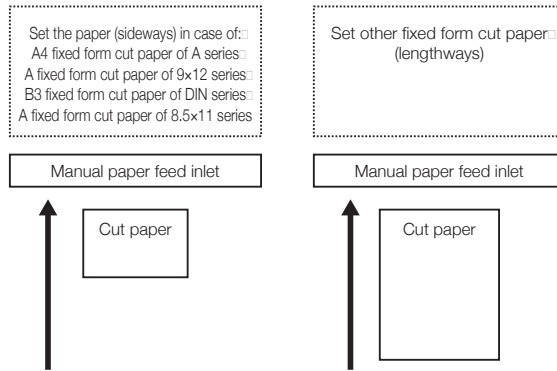 Set the paper (sideways) in case of:
A4 fixed form cut paper of A series
A fixed form cut paper of 9×12 series
B3 fixed form cut paper of DIN series
A fixed form cut paper of 8.5×11 series
Manual paper feed inlet
Cut paper
Set other fixed form cut paper
(lengthways)
Manual paper feed inlet
Cut paper